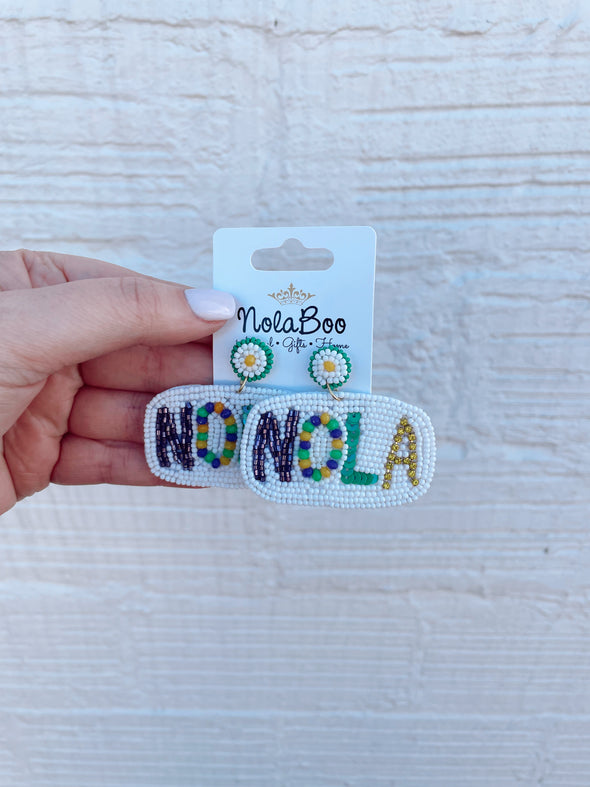 NolaBoo
• Gifts • Home
NO
NOLA